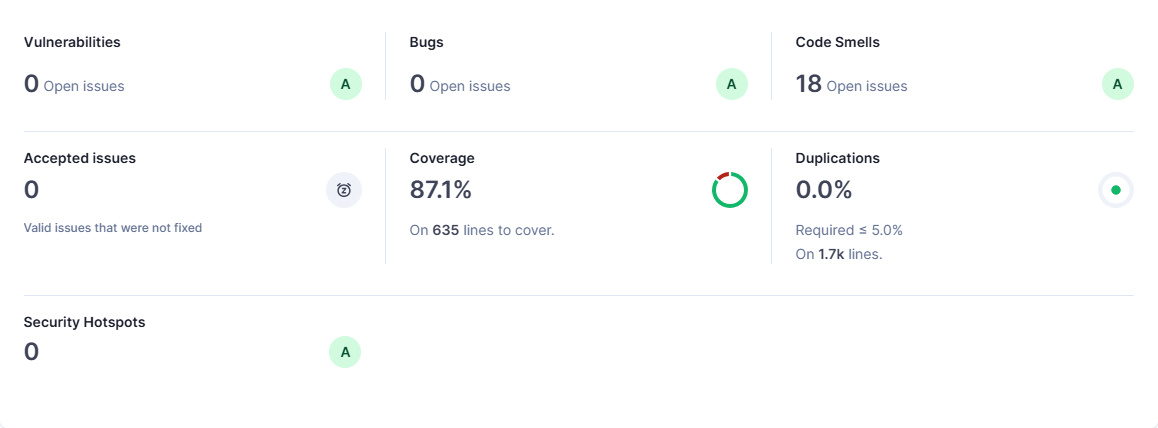 Vulnerabilities
0 Open issues
A
Bugs
0 Open issues
A
Code Smells
18 Open issues
A
Accepted issues
0
Valid issues that were not fixed
Coverage
87.1%
On 635 lines to cover.
Duplications
0.0%
Required ≤ 5.0%
On 1.7k lines.
Security Hotspots
0
A